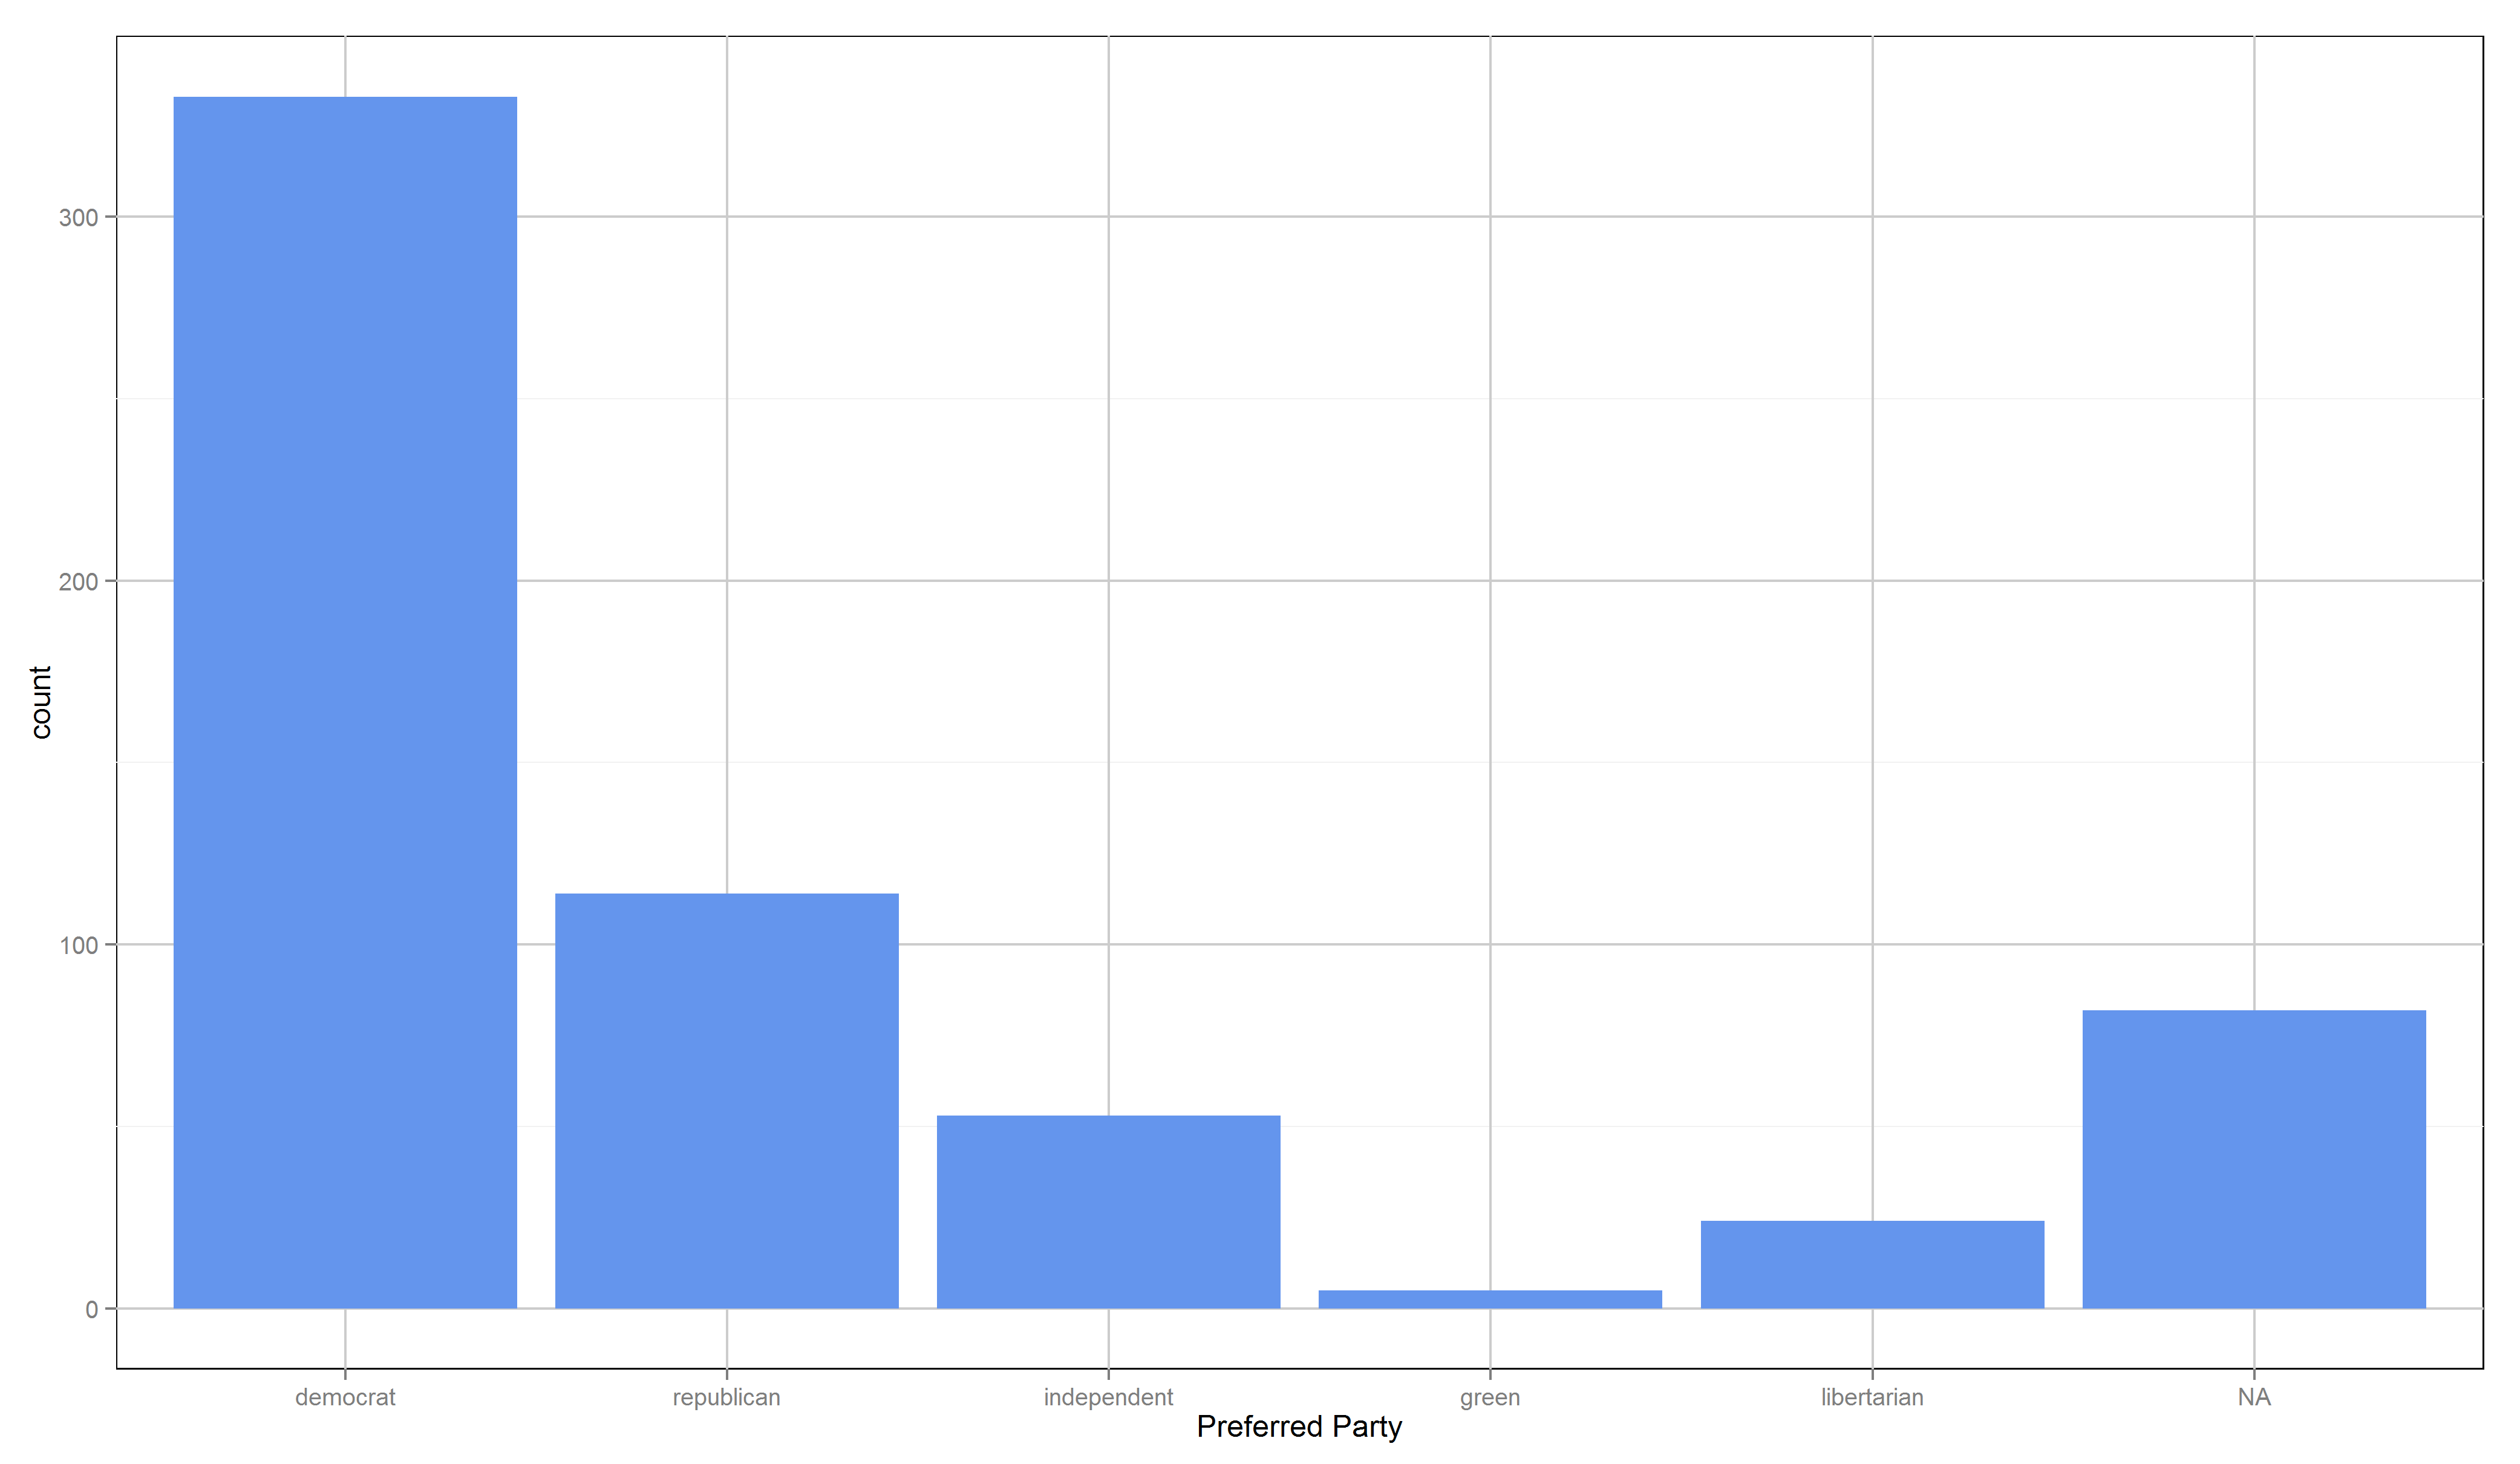 300
200
100
0
count
democrat republican independent green libertarian NA
Preferred Party